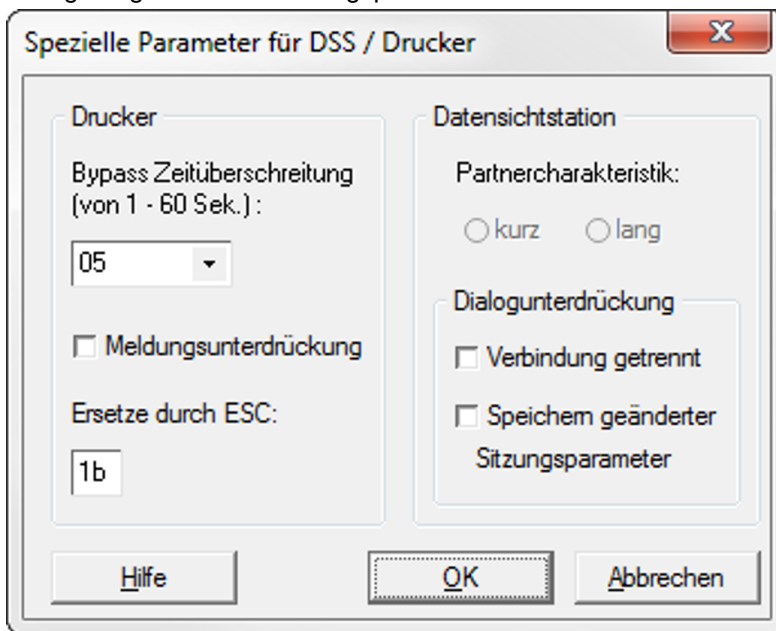 Spezielle Parameter für DSS / Drucker
Drucker
Bypass Zeitüberschreitung
(von 1 - 60 Sek.) :
05
Meldungsunterdrückung
Ersetze durch ESC:
1b
Datensichtstation
Partnercharakteristik:
kurz
lang
Dialogunterdrückung
Verbindung getrennt
Speichern geänderter
Sitzungsparameter
Hilfe
OK
Abbrechen